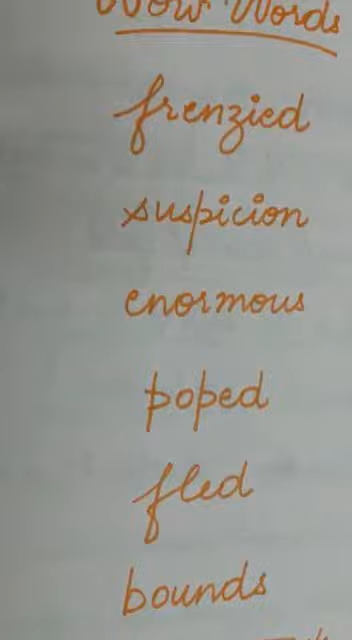 Wow Words
frenzied
suspicion
enormous
poped
fled
bounds